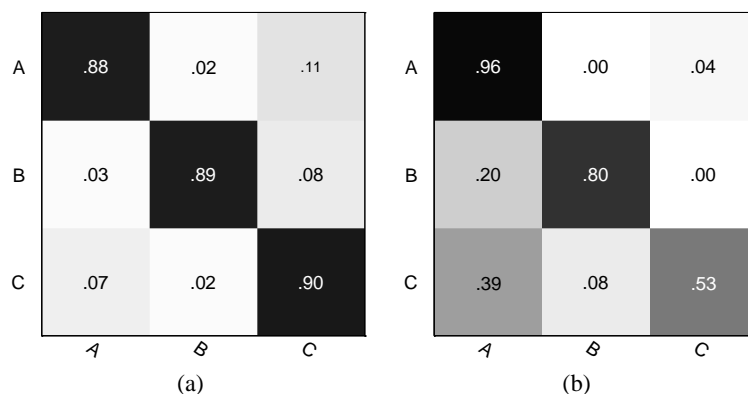 A .88 .02 .11
B .03 .89 .08
C .07 .02 .90
A B C
(a)
A .96 .00 .04
B .20 .80 .00
C .39 .08 .53
A B C
(b)